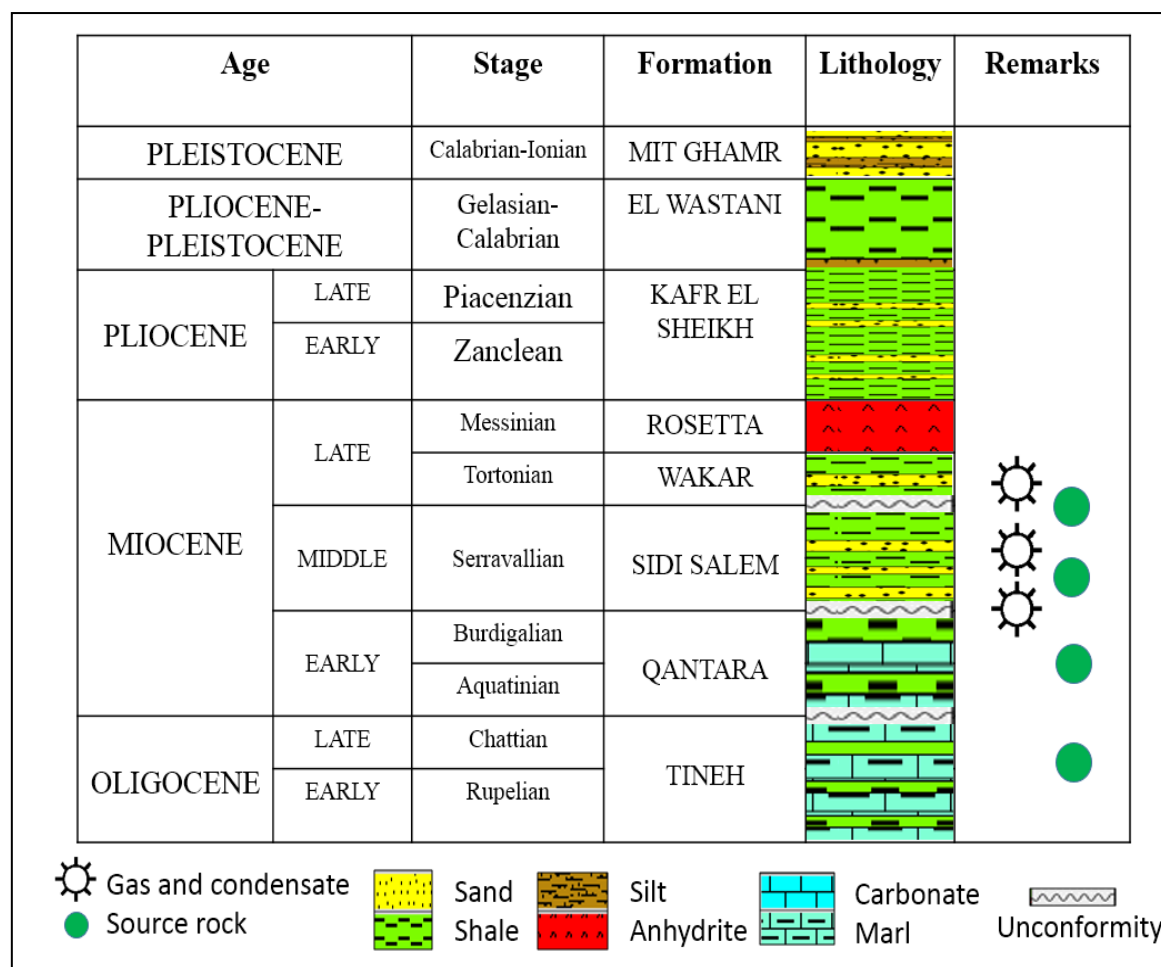 Age Stage Formation Lithology Remarks
PLEISTOCENE Calabrian-Ionian MIT GHAMR
PLIOCENE-
PLEISTOCENE
Gelasian-
Calabrian
EL WASTANI
PLIOCENE
LATE
Piacenzian
KAFR EL
SHEIKH
EARLY
Zanclean
MIOCENE
LATE
Messinian
ROSETTA
Tortonian
WAKAR
MIDDLE
Serravallian
SIDI SALEM
EARLY
Burdigalian
Aquatinian
QANTARA
OLIGOCENE
LATE
Chattian
TINEH
EARLY
Rupelian
Gas and condensate
Source rock
Sand
Shale
Silt
Anhydrite
Carbonate
Marl
Unconformity